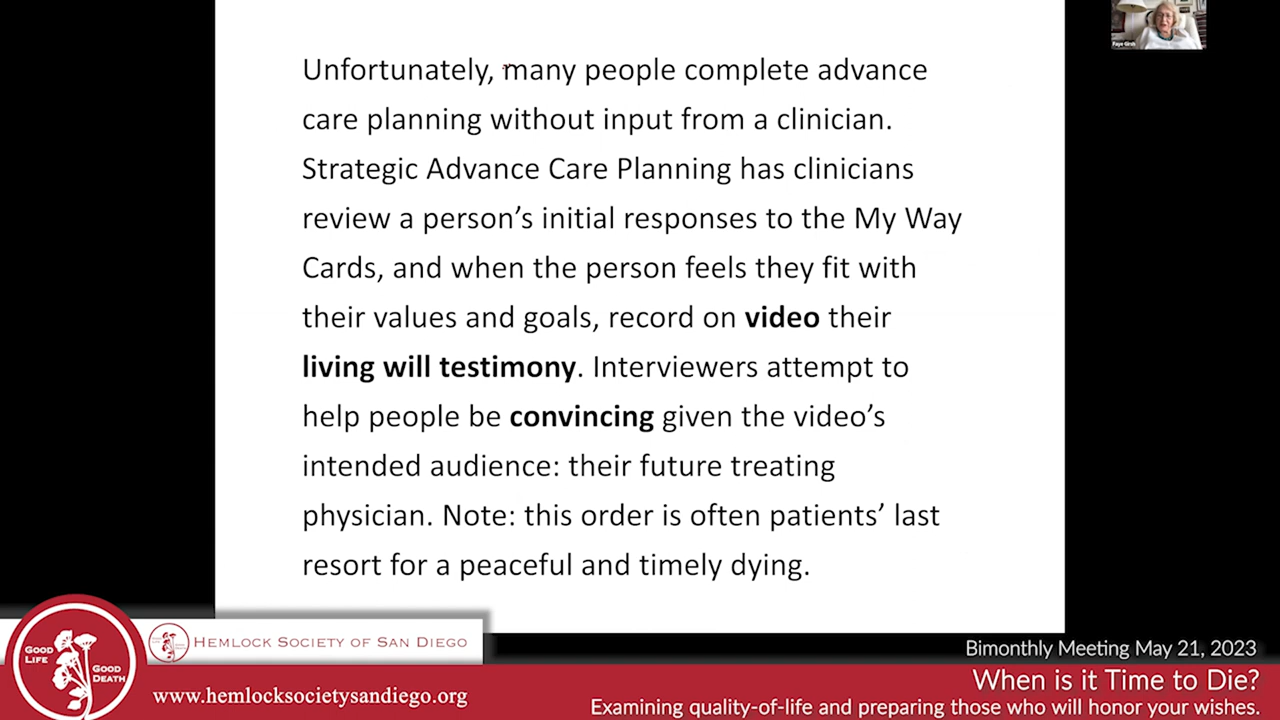 Unfortunately, many people complete advance
care planning without input from a clinician.
Strategic Advance Care Planning has clinicians
review a person’s initial responses to the My Way
Cards, and when the person feels they fit with
their values and goals, record on video their
living will testimony. Interviewers attempt to
help people be convincing given the video’s
intended audience: their future treating
physician. Note: this order is often patients’ last
resort for a peaceful and timely dying.
Faye Girsh
GOOD
LIFE
GOOD
DEATH
HEMLOCK SOCIETY OF SAN DIEGO
www.hemlocksocietysandiego.org
Bimonthly Meeting May 21, 2023
When is it Time to Die?
Examining quality-of-life and preparing those who will honor your wishes.